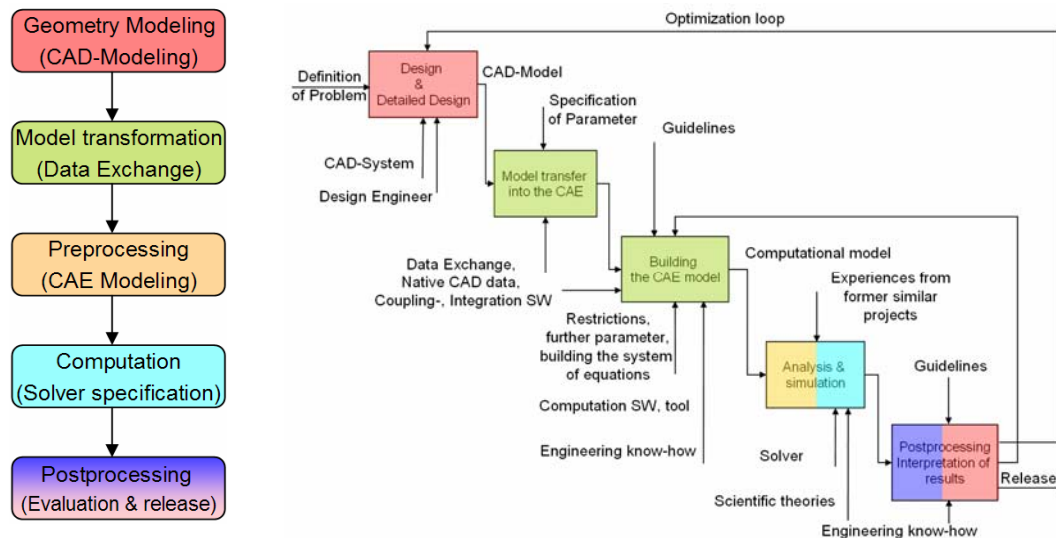 Geometry Modeling
(CAD-Modeling)
Model transformation
(Data Exchange)
Preprocessing
(CAE Modeling)
Computation
(Solver specification)
Postprocessing
(Evaluation & release)
Optimization loop
Definition
of Problem
Design
&
Detailed Design
CAD-Model
CAD-System
Design Engineer
Specification
of Parameter
Model transfer
into the CAE
Guidelines
Data Exchange,
Native CAD data,
Coupling-, Integration SW
Building
the CAE model
Computational model
Restrictions,
further parameter,
building the system
of equations
Computation SW, tool
Engineering know-how
Experiences from
former similar
projects
Analysis &
simulation
Solver
Scientific theories
Engineering know-how
Guidelines
Postprocessing
Interpretation of
results
Release